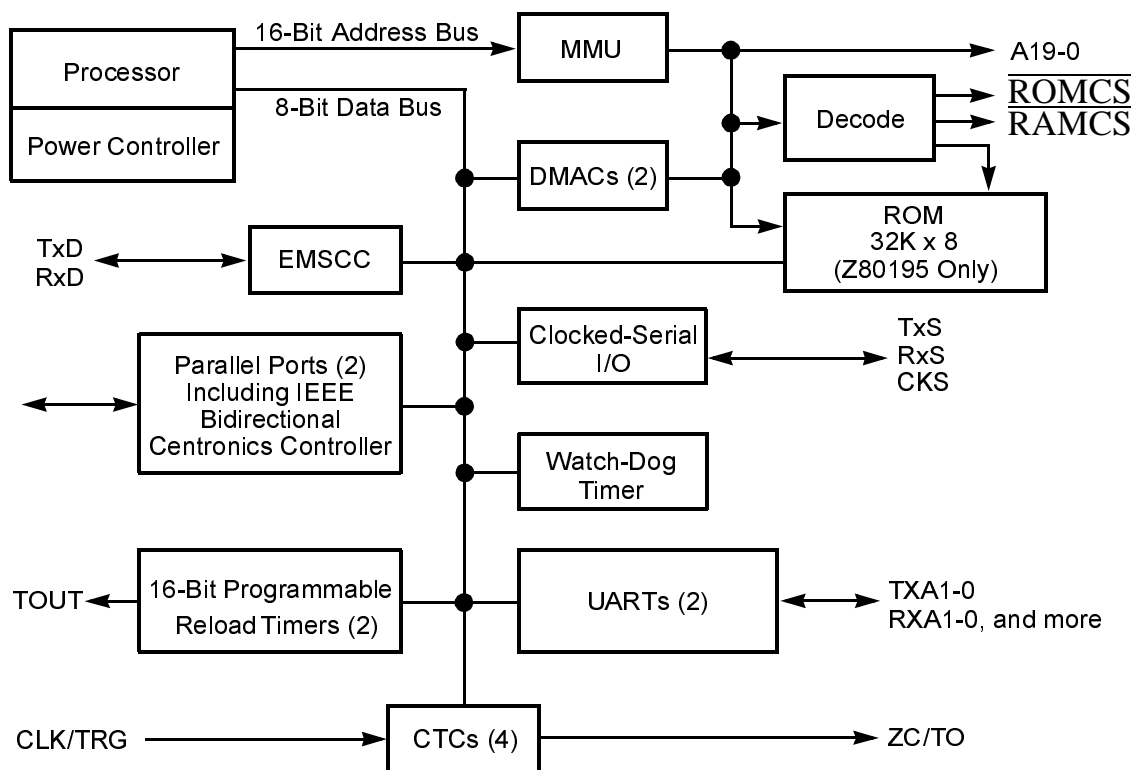 16-Bit Address Bus
MMU
A19-0
Processor
ROMCS
8-Bit Data Bus
Decode
RAMCS
Power Controller
DMACs (2)
ROM
32K x 8
(Z80195 Only)
TxD
RxD
EMSCC
Clocked-Serial
I/O
TxS
RxS
CKS
Parallel Ports (2)
Including IEEE
Bidirectional
Centronics Controller
Watch-Dog
Timer
TOUT
16-Bit Programmable
Reload Timers (2)
UARTs (2)
TXA1-0
RXA1-0, and more
CLK/TRG
CTCs (4)
ZC/TO